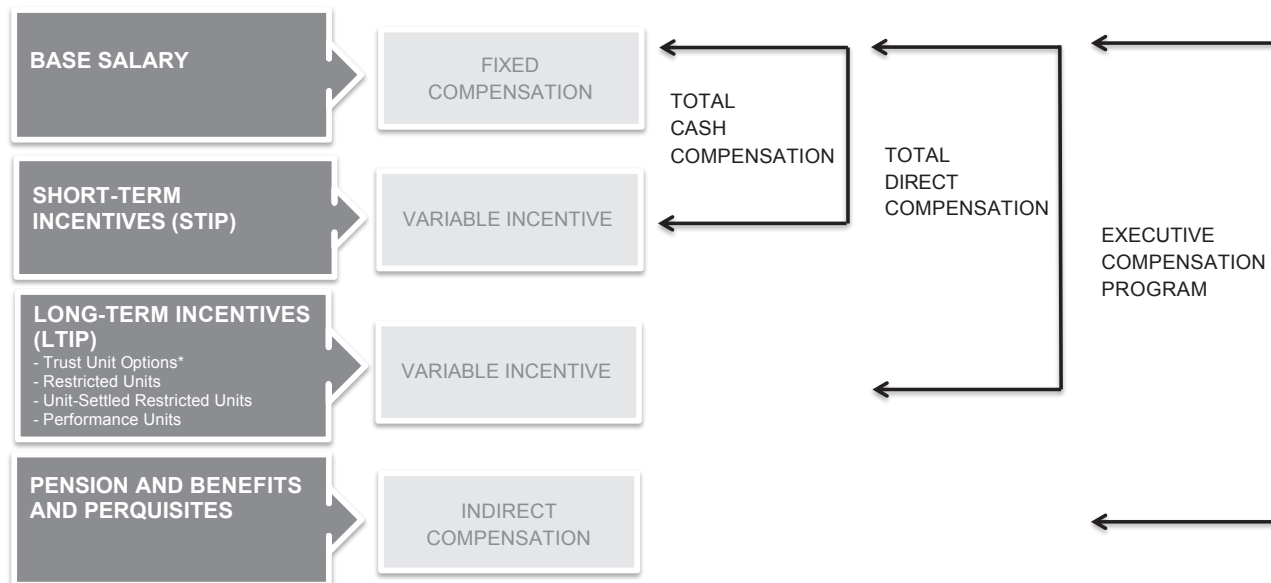 BASE SALARY
FIXED
COMPENSATION
SHORT-TERM
INCENTIVES (STIP)
VARIABLE INCENTIVE
LONG-TERM INCENTIVES
(LTIP)
- Trust Unit Options*
- Restricted Units
- Unit-Settled Restricted Units
- Performance Units
VARIABLE INCENTIVE
PENSION AND BENEFITS
AND PERQUISITES
INDIRECT
COMPENSATION
TOTAL
CASH
COMPENSATION
TOTAL
DIRECT
COMPENSATION
EXECUTIVE
COMPENSATION
PROGRAM